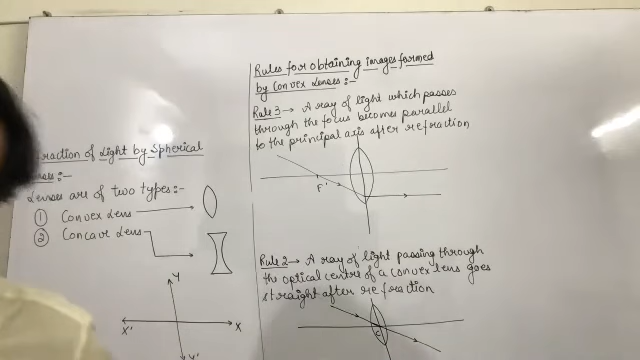 fraction of Light by Spherical
nses:-
Lenses are of two types:-
① Convex Lens
② Concave Lens
Y
X' X
Y'
Rules for obtaining images formed
by Convex Lenses:-
Rule 3→ A ray of light which passes
through the focus becomes parallel
to the principal axis after refraction
F'
Rule 2→ A ray of light passing through
the optical centre of a convex lens goes
straight after refraction
C